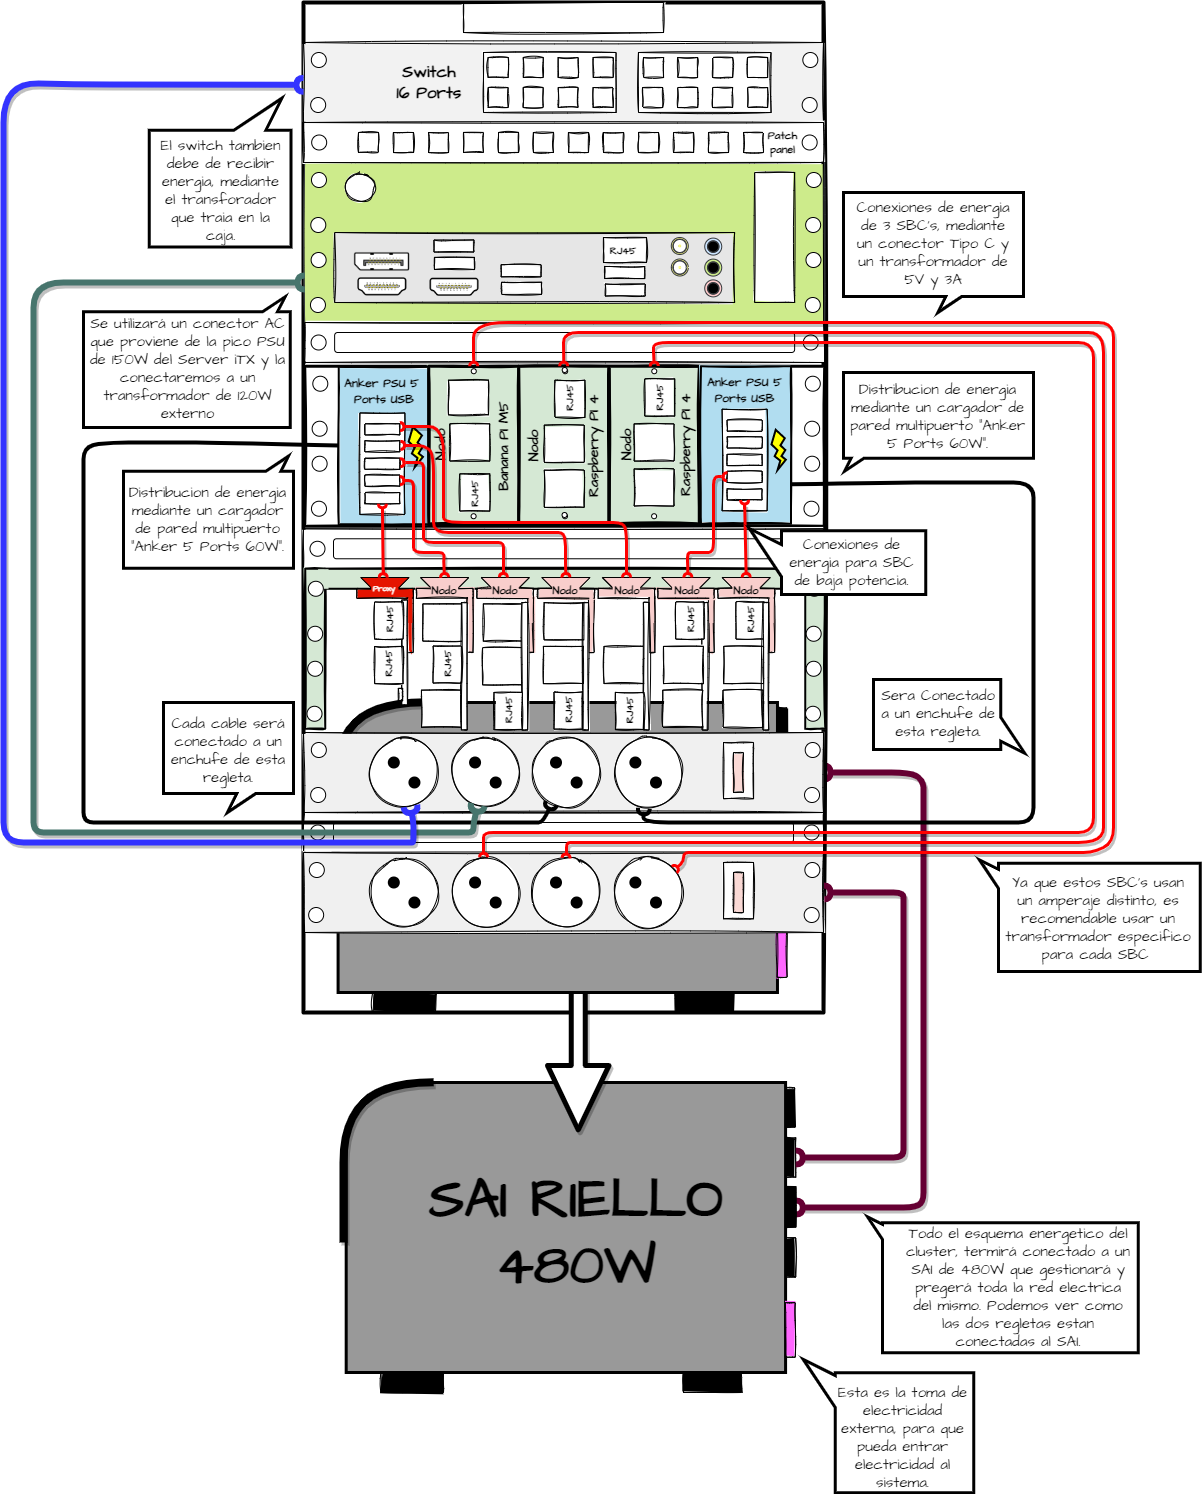 Switch
16 Ports
Patch
panel
El switch tambien
debe de recibir
energia, mediante
el transforador
que traia en la
caja.
Conexiones de energia
de 3 SBC's, mediante
un conector Tipo C y
un transformador de
5V y 3A
RJ45
Se utilizará un conector AC
que proviene de la pico PSU
de 150W del Server iTX y la
conectaremos a un
transformador de 120W
externo
Anker PSU 5
Ports USB
Nodo
Banana PI M5
RJ45
Nodo
Raspberry PI 4
RJ45
Nodo
Raspberry PI 4
RJ45
Anker PSU 5
Ports USB
Distribucion de energia
mediante un cargador de
pared multipuerto "Anker
5 Ports 60W".
Distribucion de energia
mediante un cargador
de pared multipuerto
"Anker 5 Ports 60W".
Conexiones de
energia para SBC
de baja potencia.
Proxy
Nodo
Nodo
Nodo
Nodo
Nodo
Nodo
RJ45
RJ45
RJ45
RJ45
RJ45
RJ45
RJ45
RJ45
Cada cable será
conectado a un
enchufe de esta
regleta.
Sera Conectado
a un enchufe de
esta regleta.
Ya que estos SBC's usan
un amperaje distinto, es
recomendable usar un
transformador especifico
para cada SBC
SAI RIELLO
480W
Todo el esquema energetico del
cluster, termirá conectado a un
SAI de 480W que gestionará y
pregerá toda la red electrica
del mismo. Podemos ver como
las dos regletas estan
conectadas al SAI.
Esta es la toma de
electricidad
externa, para que
pueda entrar
electricidad al
sistema.